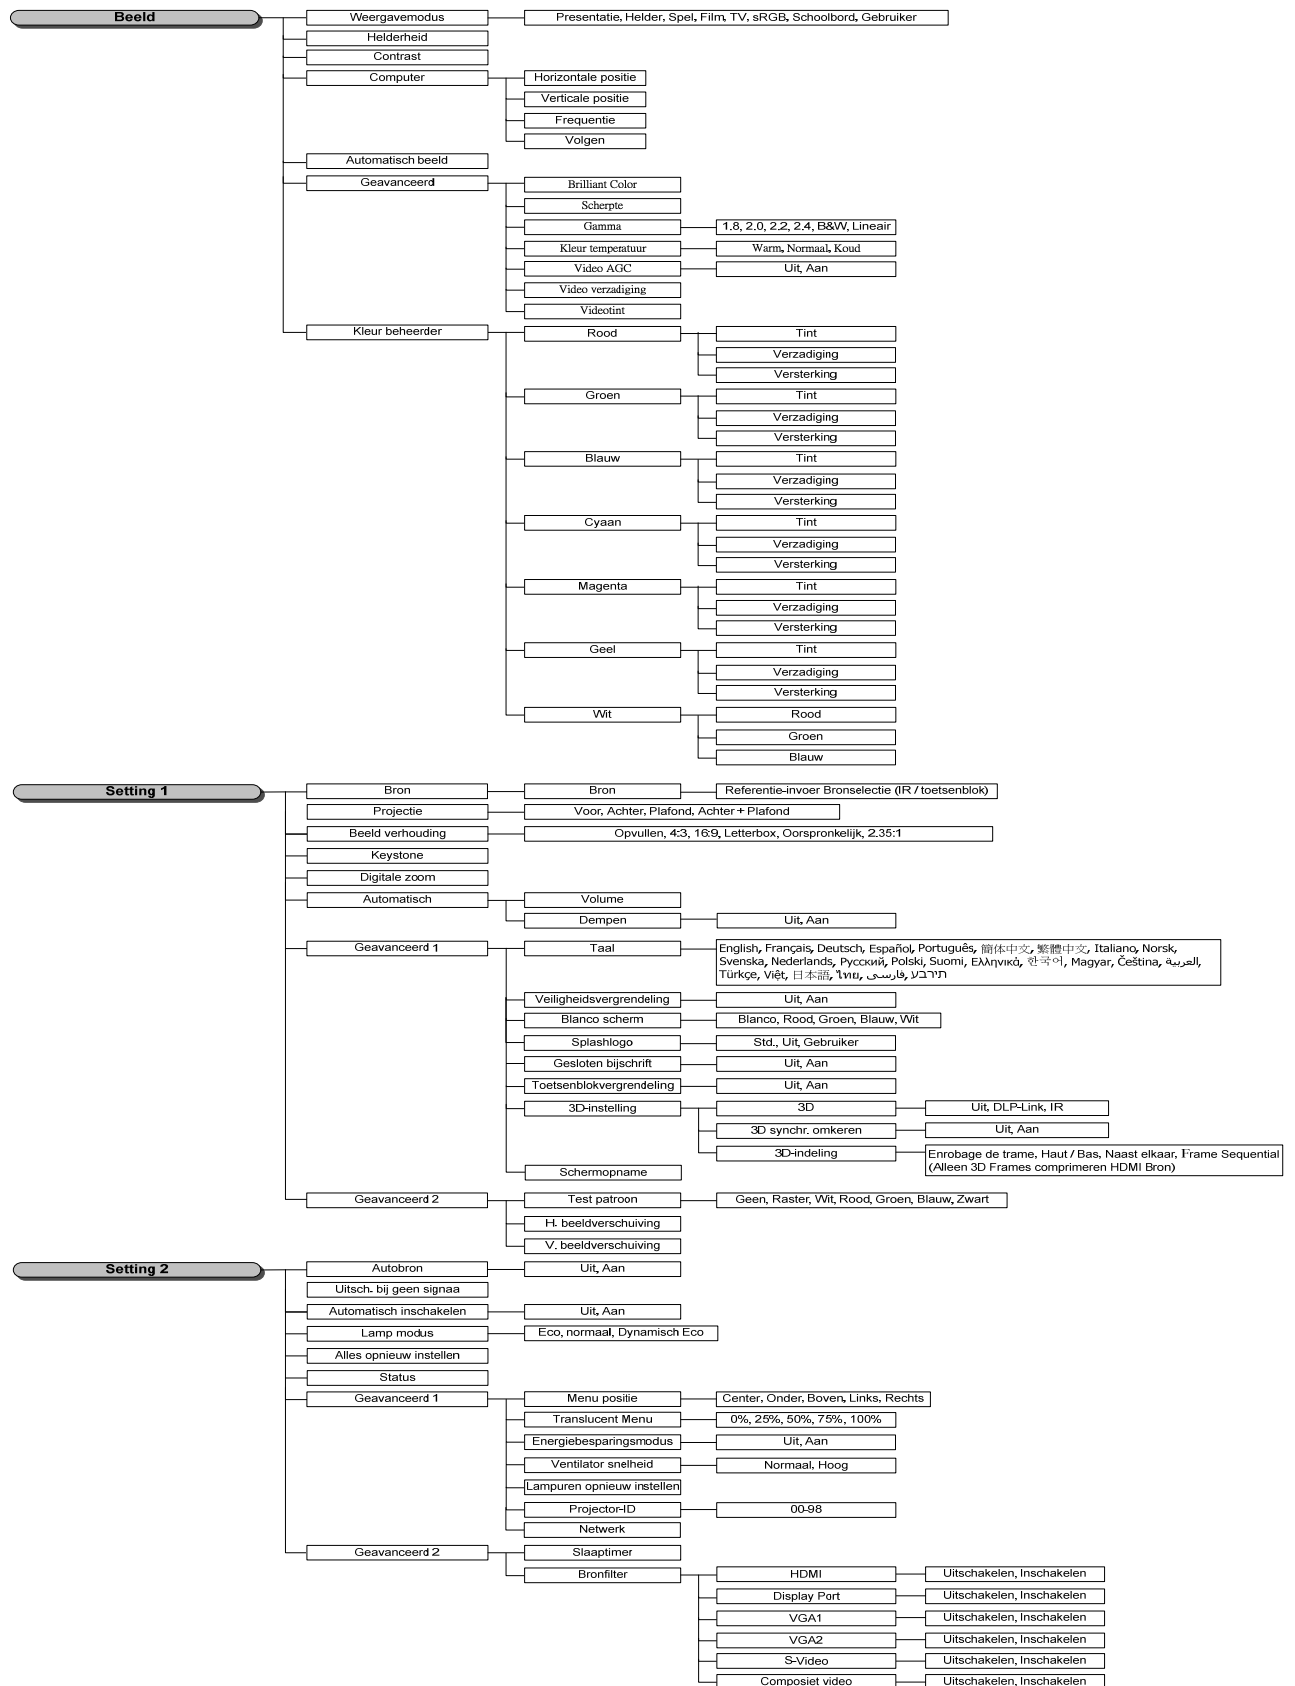 Beeld
Weergavemodus
Presentatie, Helder, Spel, Film, TV, sRGB, Schoolbord, Gebruiker
Helderheid
Contrast
Computer
Horizontale positie
Verticale positie
Frequentie
Volgen
Automatisch beeld
Geavanceerd
Brilliant Color
Scherpte
Gamma
1.8, 2.0, 2.2, 2.4, B&W, Lineair
Kleur temperatuur
Warm, Normaal, Koud
Video AGC
Uit, Aan
Video verzadiging
Videotint
Kleur beheerder
Rood
Tint
Verzadiging
Versterking
Groen
Tint
Verzadiging
Versterking
Blauw
Tint
Verzadiging
Versterking
Cyaan
Tint
Verzadiging
Versterking
Magenta
Tint
Verzadiging
Versterking
Geel
Tint
Verzadiging
Versterking
Wit
Rood
Groen
Blauw
Setting 1
Bron
Bron
Referentie-invoer Bronselectie (IR / toetsenblok)
Projectie
Voor, Achter, Plafond, Achter + Plafond
Beeld verhouding
Opvullen, 4:3, 16:9, Letterbox, Oorspronkelijk, 2.35:1
Keystone
Digitale zoom
Automatisch
Volume
Dempen
Uit, Aan
Geavanceerd 1
Taal
English, Français, Deutsch, Español, Português, 簡体中文, 繁體中文, Italiano, Norsk,
Svenska, Nederlands, Русский, Polski, Suomi, Ελληνικά, 한국어, Magyar, Čeština, العربية,
Türkçe, Việt, 日本語, ไทย, فارسی, תירבע
Veiligheidsvergrendeling
Uit, Aan
Blanco scherm
Blanco, Rood, Groen, Blauw, Wit
Splashlogo
Std., Uit, Gebruiker
Gesloten bijschrift
Uit, Aan
Toetsenblokvergrendeling
Uit, Aan
3D-instelling
3D
Uit, DLP-Link, IR
3D synchr. omkeren
Uit, Aan
3D-indeling
Enrobage de trame, Haut / Bas, Naast elkaar, Frame Sequential
(Alleen 3D Frames comprimeren HDMI Bron)
Schermopname
Geavanceerd 2
Test patroon
Geen, Raster, Wit, Rood, Groen, Blauw, Zwart
H. beeldverschuiving
V. beeldverschuiving
Setting 2
Autobron
Uit, Aan
Uitsch. bij geen signaa
Automatisch inschakelen
Uit, Aan
Lamp modus
Eco, normaal, Dynamisch Eco
Alles opnieuw instellen
Status
Geavanceerd 1
Menu positie
Center, Onder, Boven, Links, Rechts
Translucent Menu
0%, 25%, 50%, 75%, 100%
Energiebesparingsmodus
Uit, Aan
Ventilator snelheid
Normaal, Hoog
Lampuren opnieuw instellen
Projector-ID
00-98
Netwerk
Geavanceerd 2
Slaaptimer
Bronfilter
HDMI
Uitschakelen, Inschakelen
Display Port
Uitschakelen, Inschakelen
VGA1
Uitschakelen, Inschakelen
VGA2
Uitschakelen, Inschakelen
S-Video
Uitschakelen, Inschakelen
Composiet video
Uitschakelen, Inschakelen